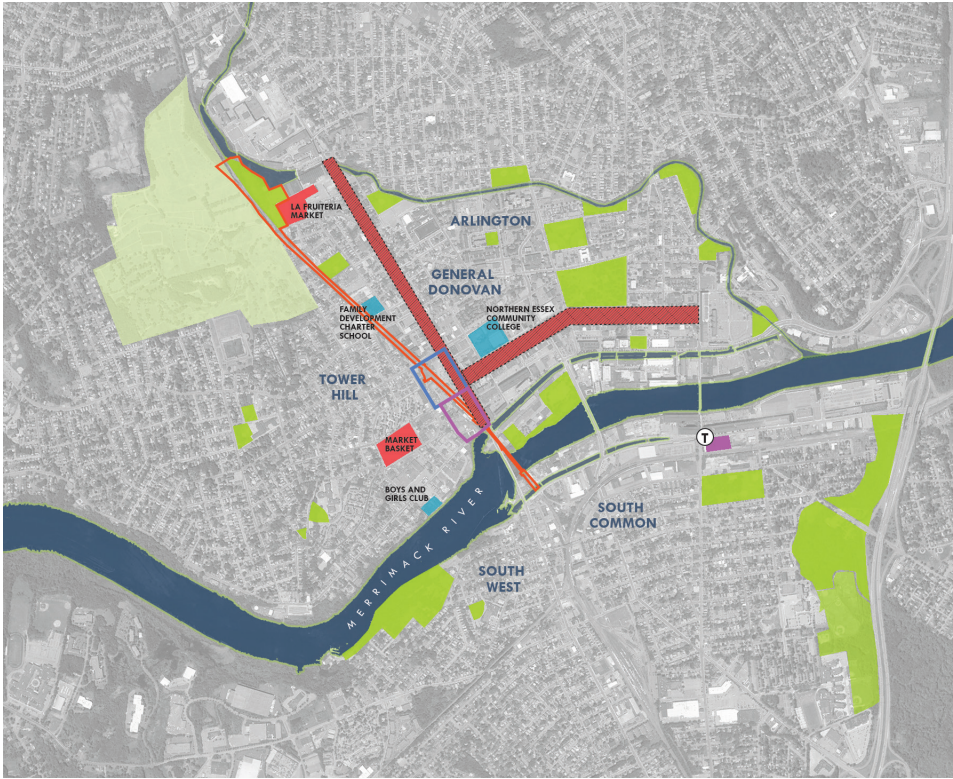 LA FRUITERIA
MARKET
ARLINGTON
GENERAL
DONOVAN
FAMILY
DEVELOPMENT
CHARTER
SCHOOL
NORTHERN ESSEX
COMMUNITY
COLLEGE
TOWER
HILL
MARKET
BASKET
T
BOYS AND
GIRLS CLUB
MERRIMACK RIVER
SOUTH
COMMON
SOUTH
WEST